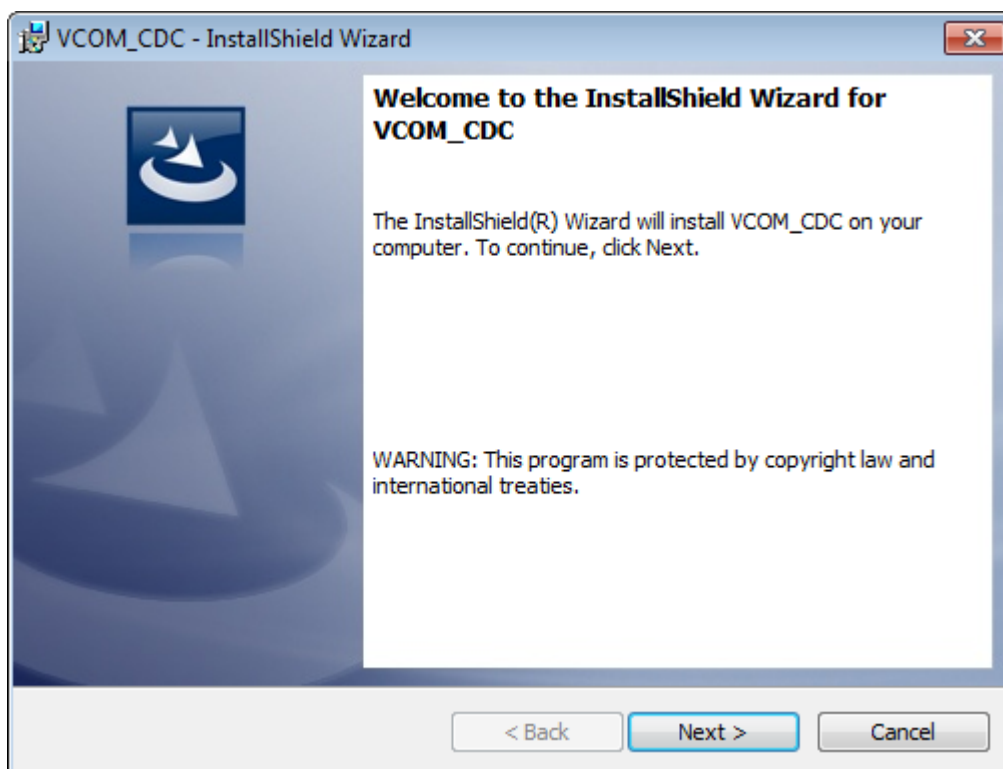 VCOM_CDC - InstallShield Wizard
Welcome to the InstallShield Wizard for
VCOM_CDC
The InstallShield(R) Wizard will install VCOM_CDC on your
computer. To continue, click Next.
WARNING: This program is protected by copyright law and
international treaties.
< Back
Next >
Cancel